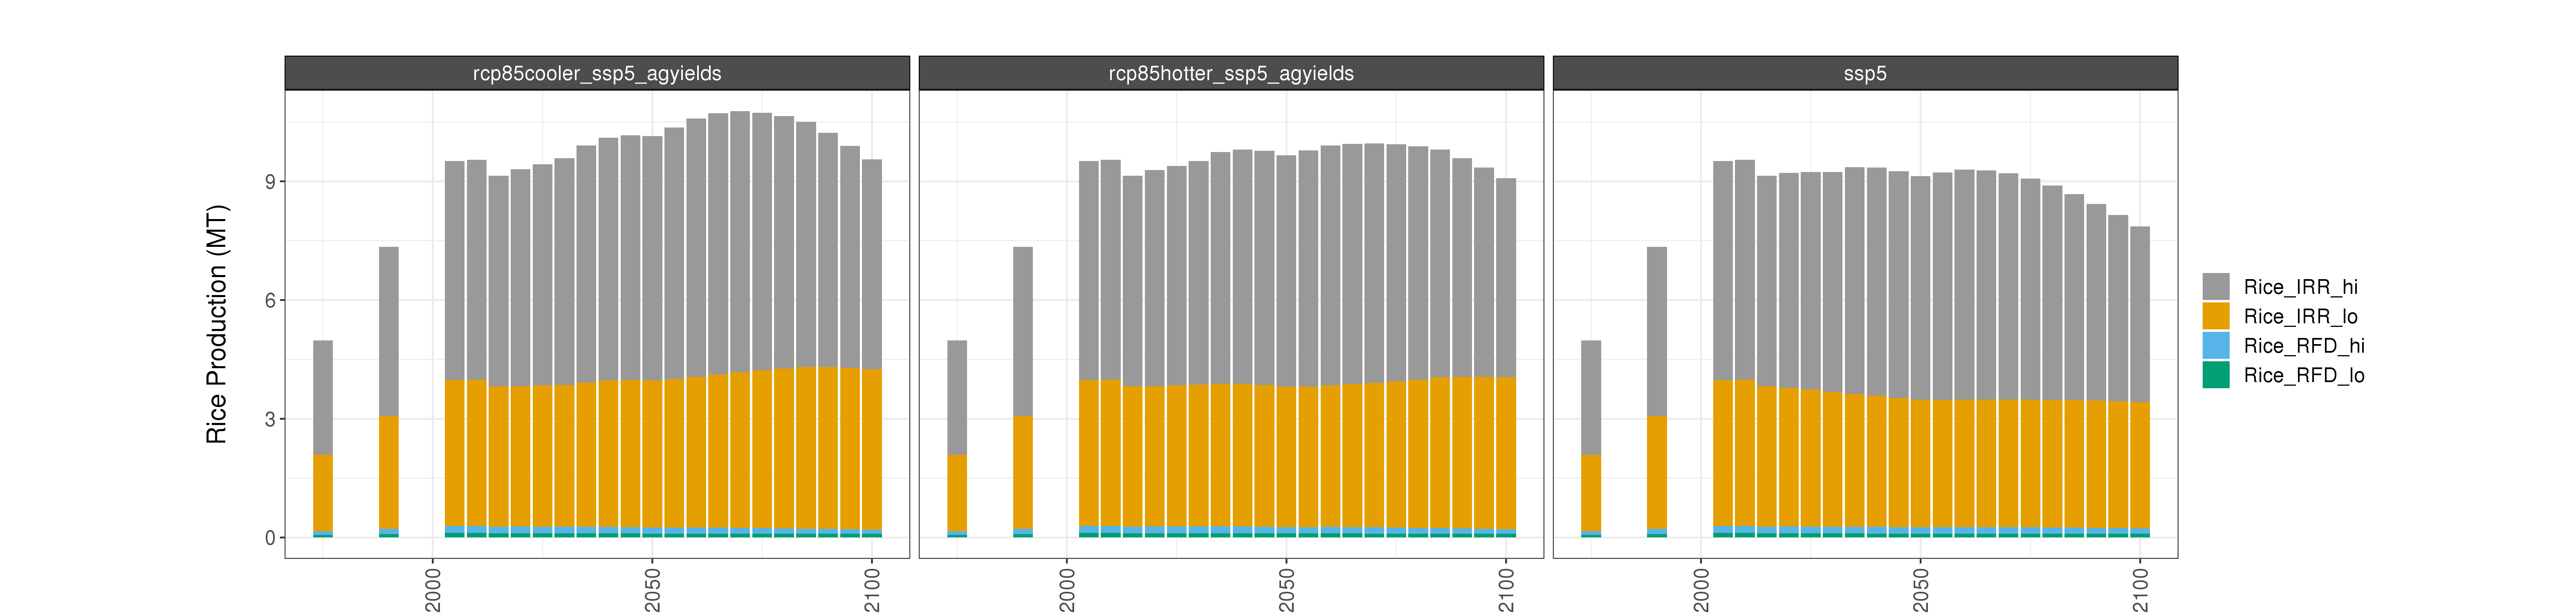 rcp85cooler_ssp5_agyields
rcp85hotter_ssp5_agyields
ssp5
Rice Production (MT)
9
6
3
0
2000
2050
2100
2000
2050
2100
2000
2050
2100
Rice_IRR_hi
Rice_IRR_lo
Rice_RFD_hi
Rice_RFD_lo